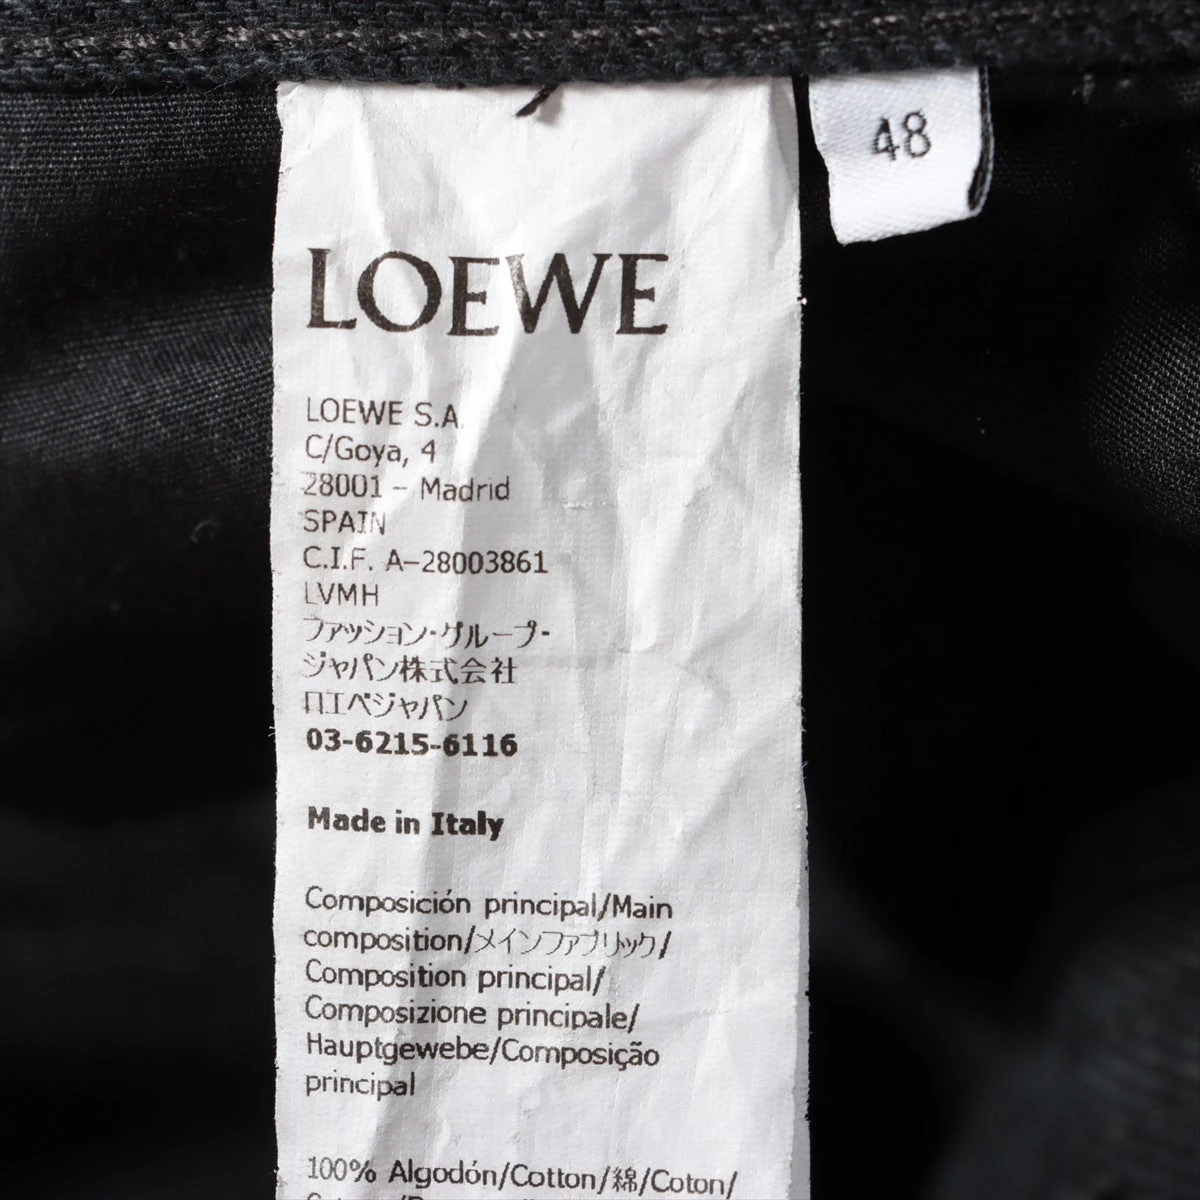 48
LOEWE
LOEWE S.A.
C/Goya, 4
28001 – Madrid
SPAIN
C.I.F. A–28003861
LVMH
ファッション・グループ・
ジャパン株式会社
ロエベジャパン
03-6215-6116
Made in Italy
Composición principal/Main
composition/メインファブリック/
Composition principal/
Composizione principale/
Hauptgewebe/Composição
principal
100% Algodón/Cotton/綿/Coton/